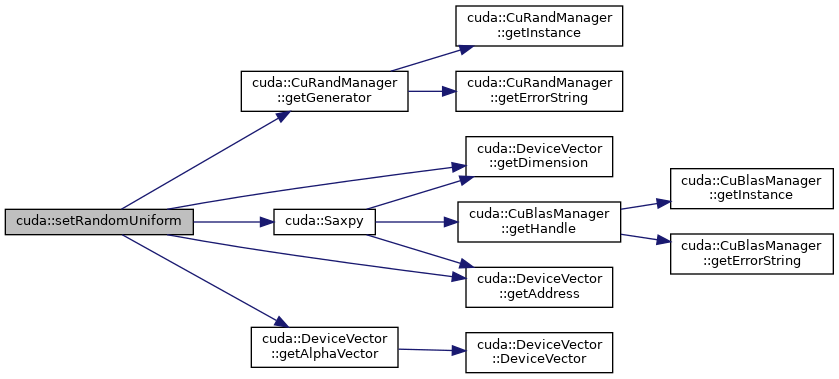 cuda::CuRandManager
::getInstance
cuda::CuRandManager
::getGenerator
cuda::CuRandManager
::getErrorString
cuda::DeviceVector
::getDimension
cuda::CuBlasManager
::getInstance
cuda::setRandomUniform
cuda::Saxpy
cuda::CuBlasManager
::getHandle
cuda::CuBlasManager
::getErrorString
cuda::DeviceVector
::getAddress
cuda::DeviceVector
::getAlphaVector
cuda::DeviceVector
::DeviceVector